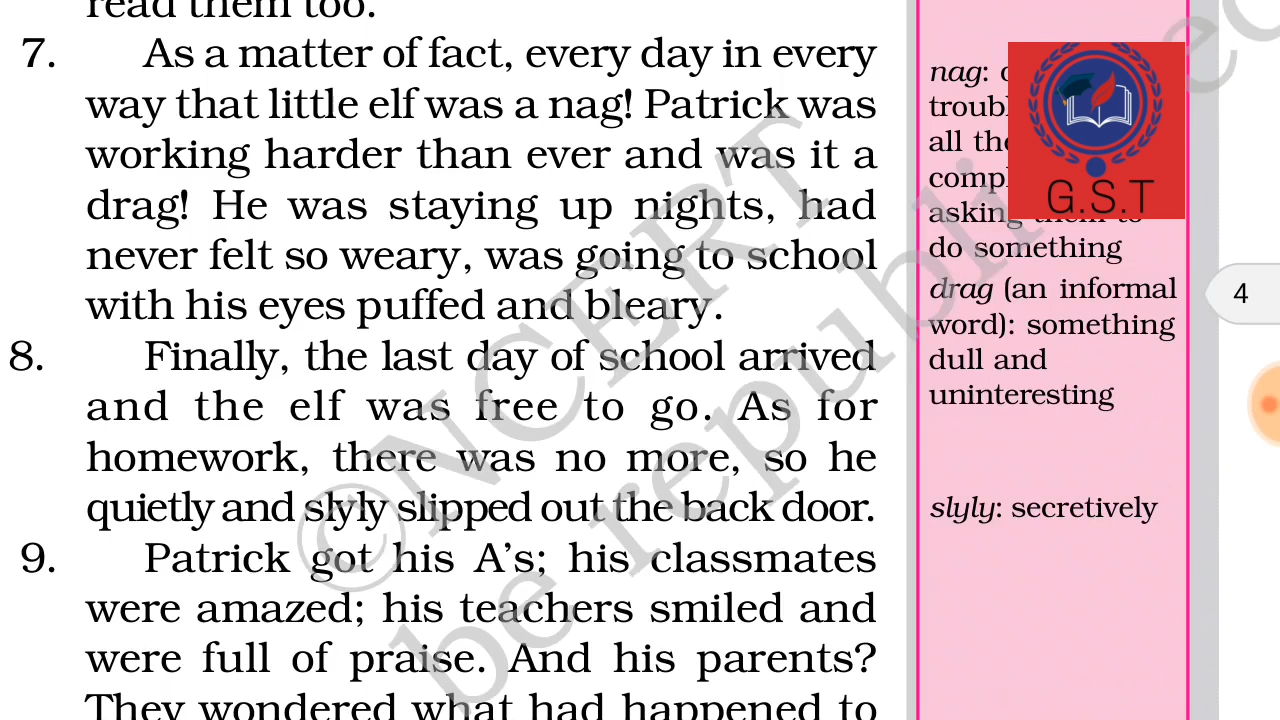 read them too.
7. As a matter of fact, every day in every
way that little elf was a nag! Patrick was
working harder than ever and was it a
drag! He was staying up nights, had
never felt so weary, was going to school
with his eyes puffed and bleary.
8. Finally, the last day of school arrived
and the elf was free to go. As for
homework, there was no more, so he
quietly and slyly slipped out the back door.
9. Patrick got his A's; his classmates
were amazed; his teachers smiled and
were full of praise. And his parents?
They wondered what had happened to
nag:
all
asking them to
do something
drag (an informal
word): something
dull and
uninteresting
slyly: secretively
G.S.T
4
©NCERT
be republi